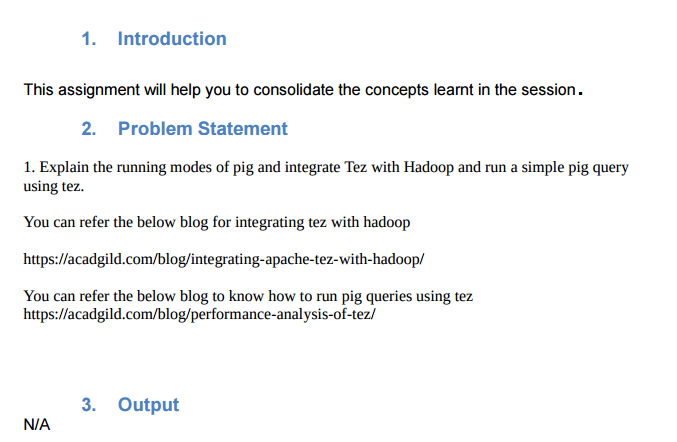 1. Introduction
This assignment will help you to consolidate the concepts learnt in the session.
2. Problem Statement
1. Explain the running modes of pig and integrate Tez with Hadoop and run a simple pig query
using tez.
You can refer the below blog for integrating tez with hadoop
https://acadgild.com/blog/integrating-apache-tez-with-hadoop/
You can refer the below blog to know how to run pig queries using tez
https://acadgild.com/blog/performance-analysis-of-tez/
3. Output
N/A